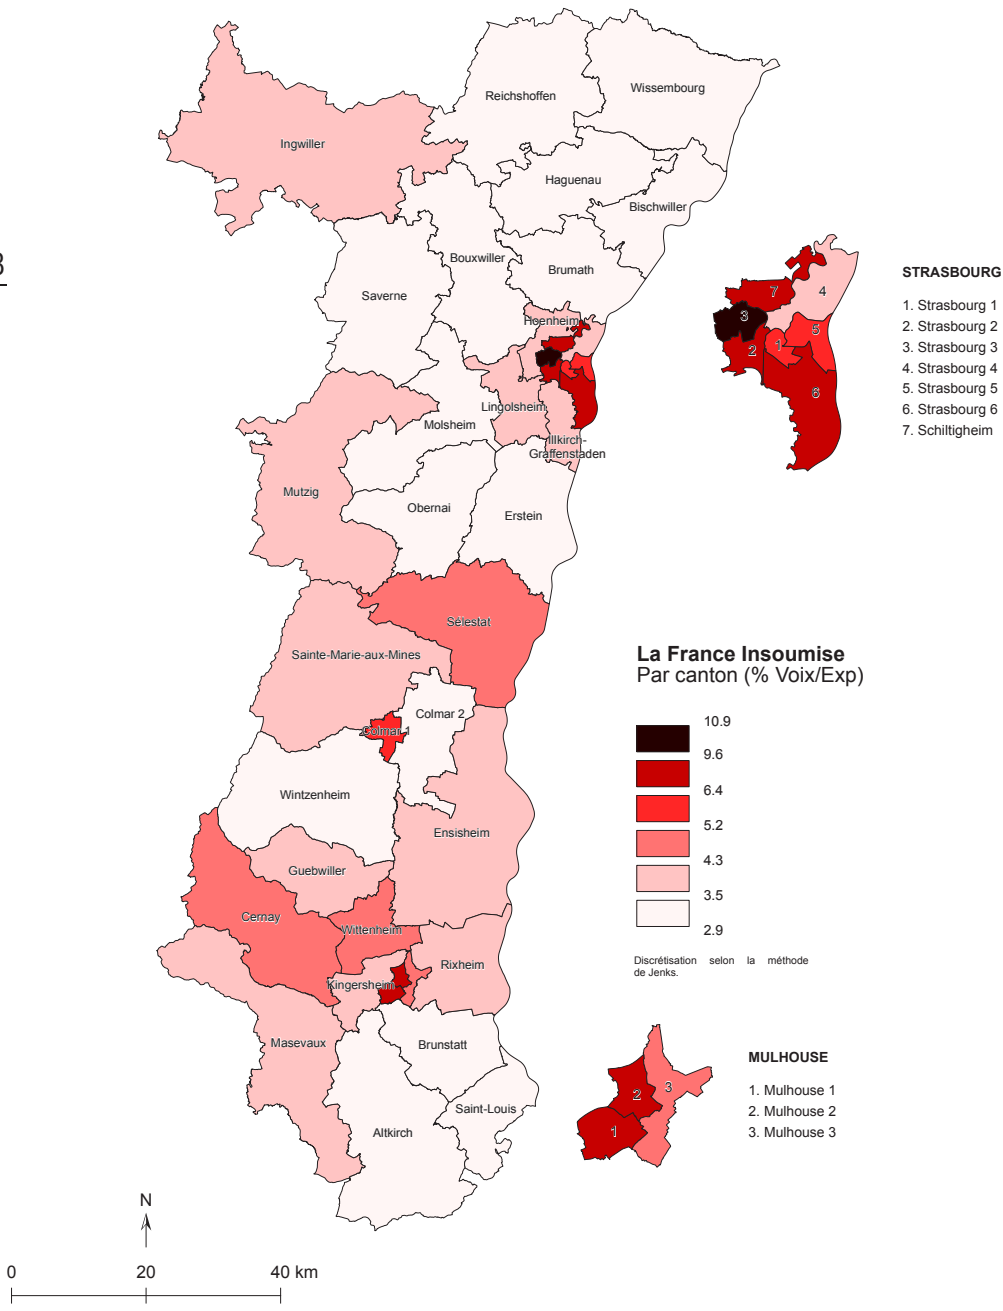 Reichshoffen
Wissembourg
Ingwiller
Haguenau
Bischwiller
Bouxwiller
Brumath
Saverne
Hoenheim
Lingolsheim
Molsheim
Illkirch-
Graffenstaden
Mutzig
Obernai
Erstein
Sélestat
Sainte-Marie-aux-Mines
Colmar 2
Colmar 1
Wintzenheim
Ensisheim
Guebwiller
Cernay
Wittenheim
Rixheim
Kingersheim
Masevaux
Brunstatt
Saint-Louis
Altkirch
3
7
4
3
5
1
2
6
STRASBOURG
1. Strasbourg 1
2. Strasbourg 2
3. Strasbourg 3
4. Strasbourg 4
5. Strasbourg 5
6. Strasbourg 6
7. Schiltigheim
La France Insoumise
Par canton (% Voix/Exp)
10.9
9.6
6.4
5.2
4.3
3.5
2.9
Discrétisation selon la méthode
de Jenks.
2
3
1
MULHOUSE
1. Mulhouse 1
2. Mulhouse 2
3. Mulhouse 3
N
0 20 40 km